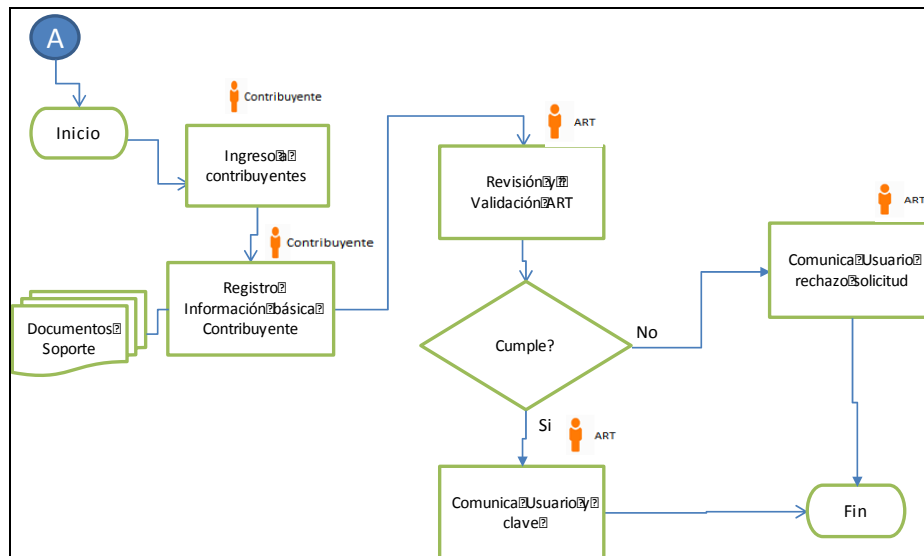 A
Inicio
Contribuyente
Ingreso a
contribuyentes
Contribuyente
Registro
Información básica
Contribuyente
Documentos
Soporte
ART
Revisión y
Validación ART
Cumple?
No
Si
ART
Comunica Usuario y
clave
ART
Comunica Usuario
rechazo solicitud
Fin